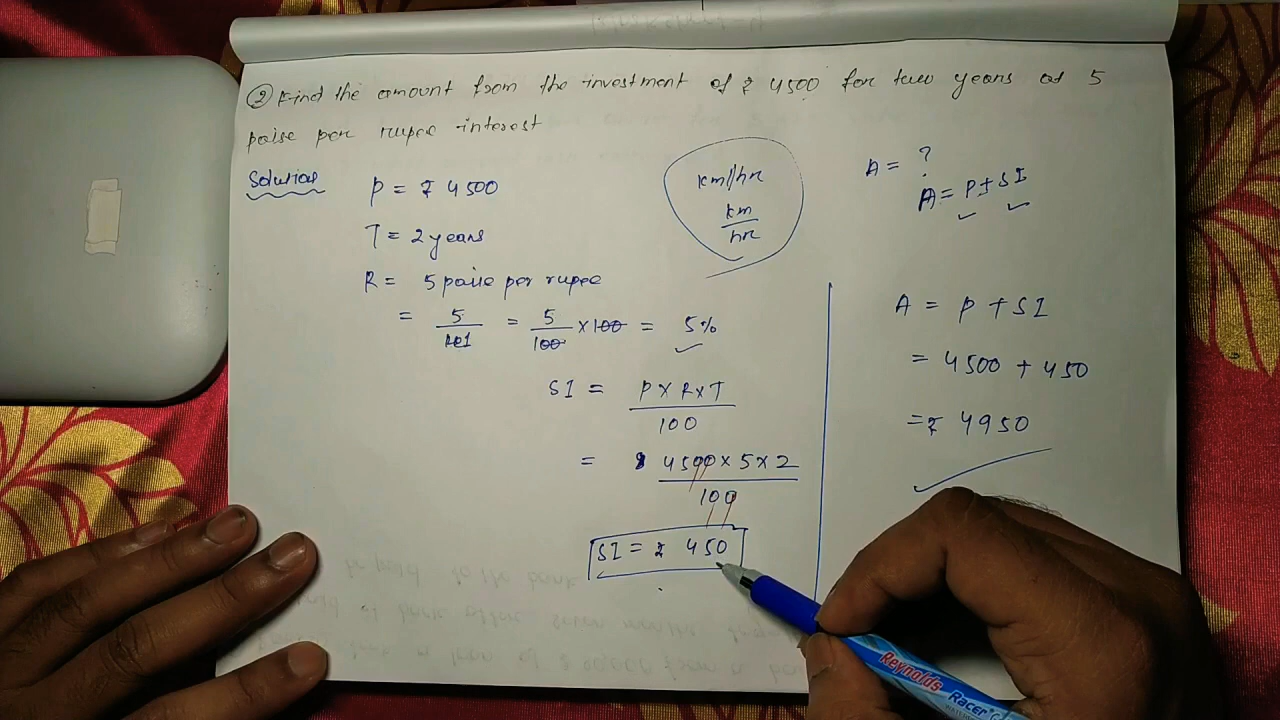 ② Find the amount from the investment of ₹ 4500 for two years at 5
paise per rupee interest
Solution
P = ₹ 4500
T = 2 years
R = 5 paise per rupee
= 5/100 = 5/100 × 100 = 5%
SI = P × R × T
100
= 4500 × 5 × 2
100
SI = ₹ 450
km/hr
km
hr
A = ?
A = P + SI
A = P + SI
= 4500 + 450
= ₹ 4950
Reynolds
Racer